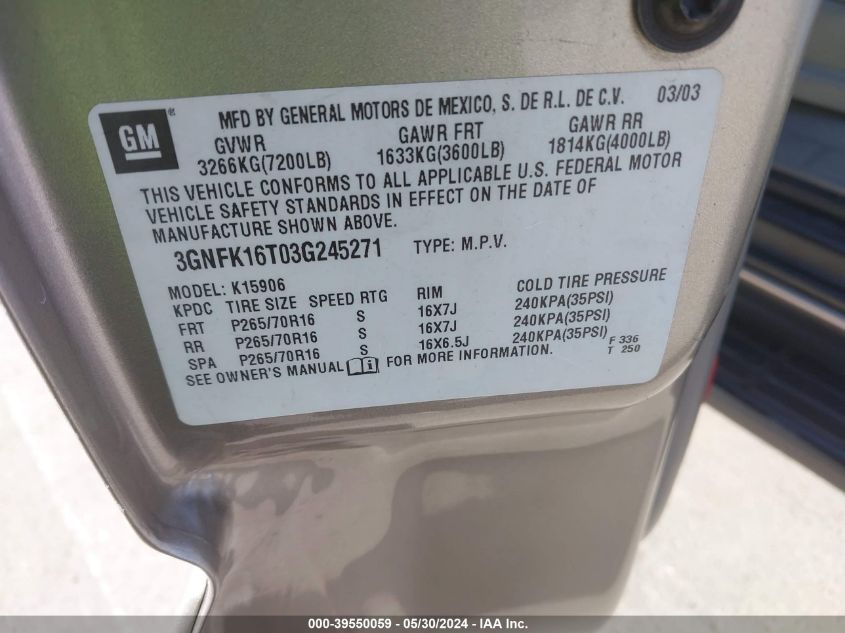 GM ®
MFD BY GENERAL MOTORS DE MEXICO, S. DE R.L. DE C.V. 03/03
GVWR GAWR FRT GAWR RR
3266KG(7200LB) 1633KG(3600LB) 1814KG(4000LB)
THIS VEHICLE CONFORMS TO ALL APPLICABLE U.S. FEDERAL MOTOR
VEHICLE SAFETY STANDARDS IN EFFECT ON THE DATE OF
MANUFACTURE SHOWN ABOVE.
3GNFK16T03G245271 TYPE: M.P.V.
MODEL: K15906
KPDC TIRE SIZE SPEED RTG RIM COLD TIRE PRESSURE
FRT P265/70R16 S 16X7J 240KPA(35PSI)
RR P265/70R16 S 16X7J 240KPA(35PSI)
SPA P265/70R16 S 16X6.5J 240KPA(35PSI)
SEE OWNER'S MANUAL i FOR MORE INFORMATION.
F 336
T 250
000-39550059 - 05/30/2024 - IAA Inc.